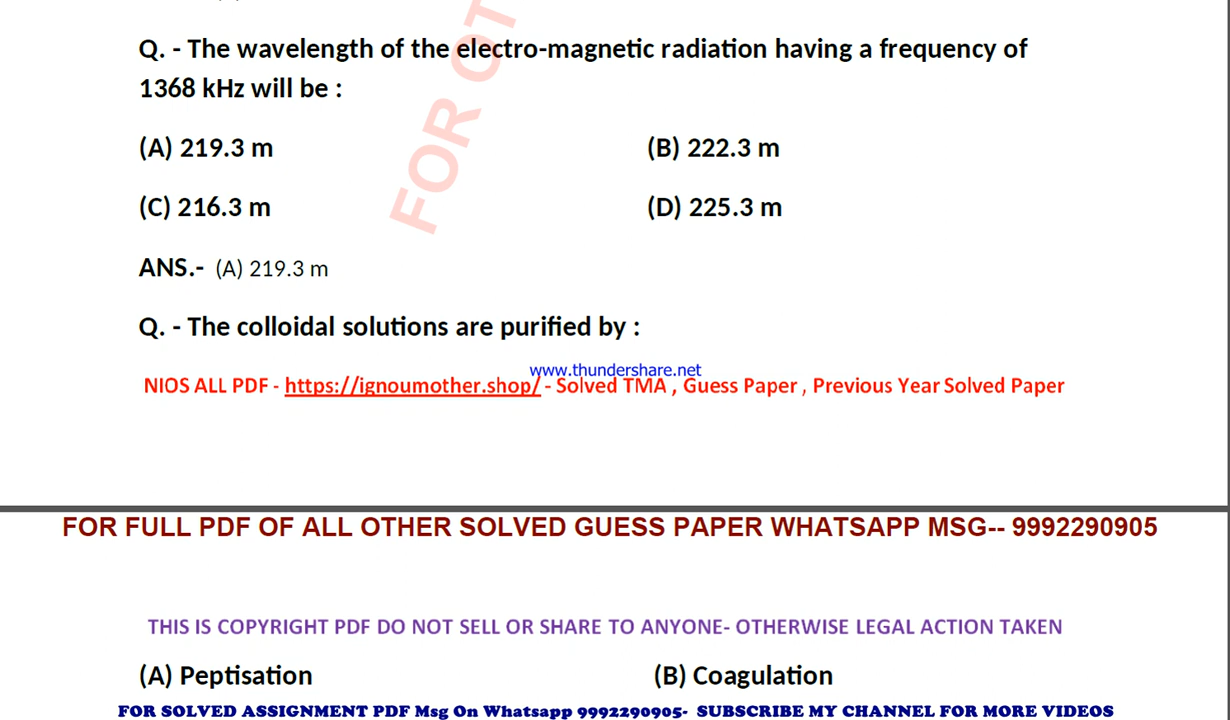 Q. - The wavelength of the electro-magnetic radiation having a frequency of
1368 kHz will be :
(A) 219.3 m (B) 222.3 m
(C) 216.3 m (D) 225.3 m
FOR OT
ANS.- (A) 219.3 m
Q. - The colloidal solutions are purified by :
www.thundershare.net
NIOS ALL PDF - https://ignoumother.shop/ - Solved TMA , Guess Paper , Previous Year Solved Paper
FOR FULL PDF OF ALL OTHER SOLVED GUESS PAPER WHATSAPP MSG-- 9992290905
THIS IS COPYRIGHT PDF DO NOT SELL OR SHARE TO ANYONE- OTHERWISE LEGAL ACTION TAKEN
(A) Peptisation (B) Coagulation
FOR SOLVED ASSIGNMENT PDF Msg On Whatsapp 9992290905- SUBSCRIBE MY CHANNEL FOR MORE VIDEOS